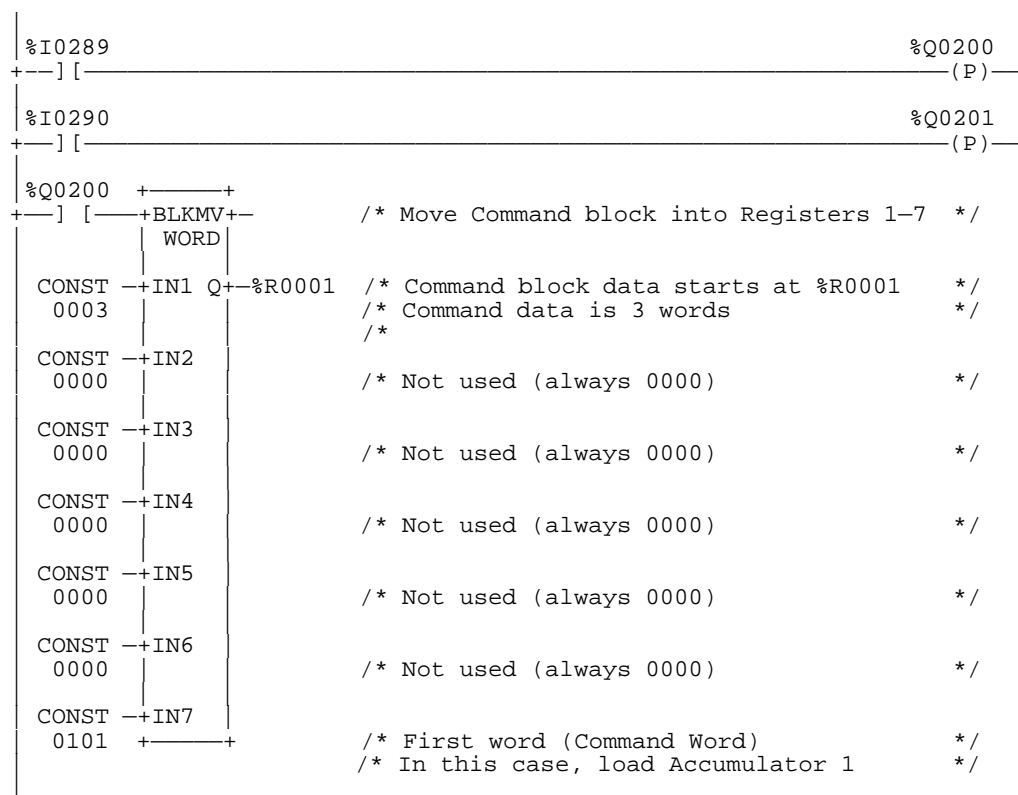 %I0289 %Q0200
+——] [—(P)—
%I0290 %Q0201
+——] [—(P)—
%Q0200 +—————+
+——] [——+BLKMV+— /* Move Command block into Registers 1—7 */
WORD
CONST —+IN1 Q+—%R0001 /* Command block data starts at %R0001 */
0003 /* Command data is 3 words */
/*
CONST —+IN2
0000 /* Not used (always 0000) */
CONST —+IN3
0000 /* Not used (always 0000) */
CONST —+IN4
0000 /* Not used (always 0000) */
CONST —+IN5
0000 /* Not used (always 0000) */
CONST —+IN6
0000 /* Not used (always 0000) */
CONST —+IN7
0101 +—————+ /* First word (Command Word) */
/* In this case, load Accumulator 1 */